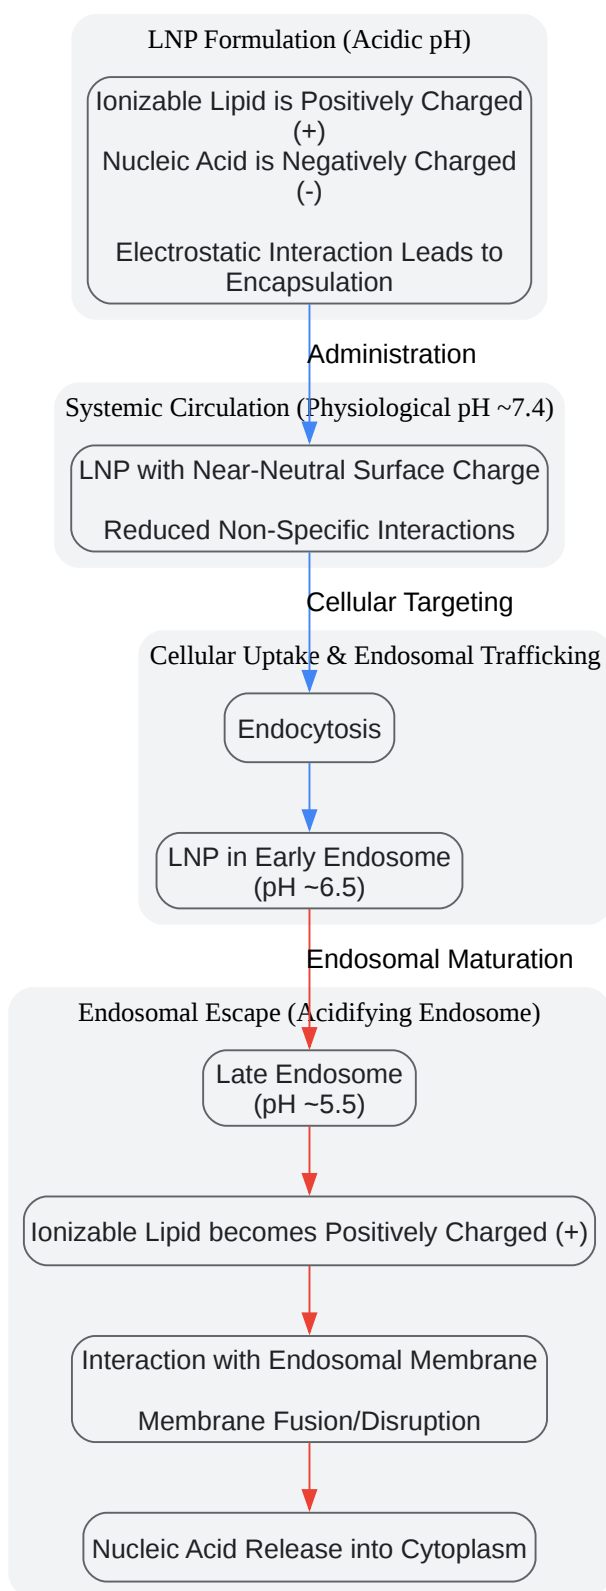 LNP Formulation (Acidic pH)
Ionizable Lipid is Positively Charged
(+)
Nucleic Acid is Negatively Charged
(-)
Electrostatic Interaction Leads to
Encapsulation
Administration
Systemic Circulation (Physiological pH ~7.4)
LNP with Near-Neutral Surface Charge
Reduced Non-Specific Interactions
Cellular Targeting
Cellular Uptake & Endosomal Trafficking
Endocytosis
LNP in Early Endosome
(pH ~6.5)
Endosomal Maturation
Endosomal Escape (Acidifying Endosome)
Late Endosome
(pH ~5.5)
Ionizable Lipid becomes Positively Charged (+)
Interaction with Endosomal Membrane
Membrane Fusion/Disruption
Nucleic Acid Release into Cytoplasm